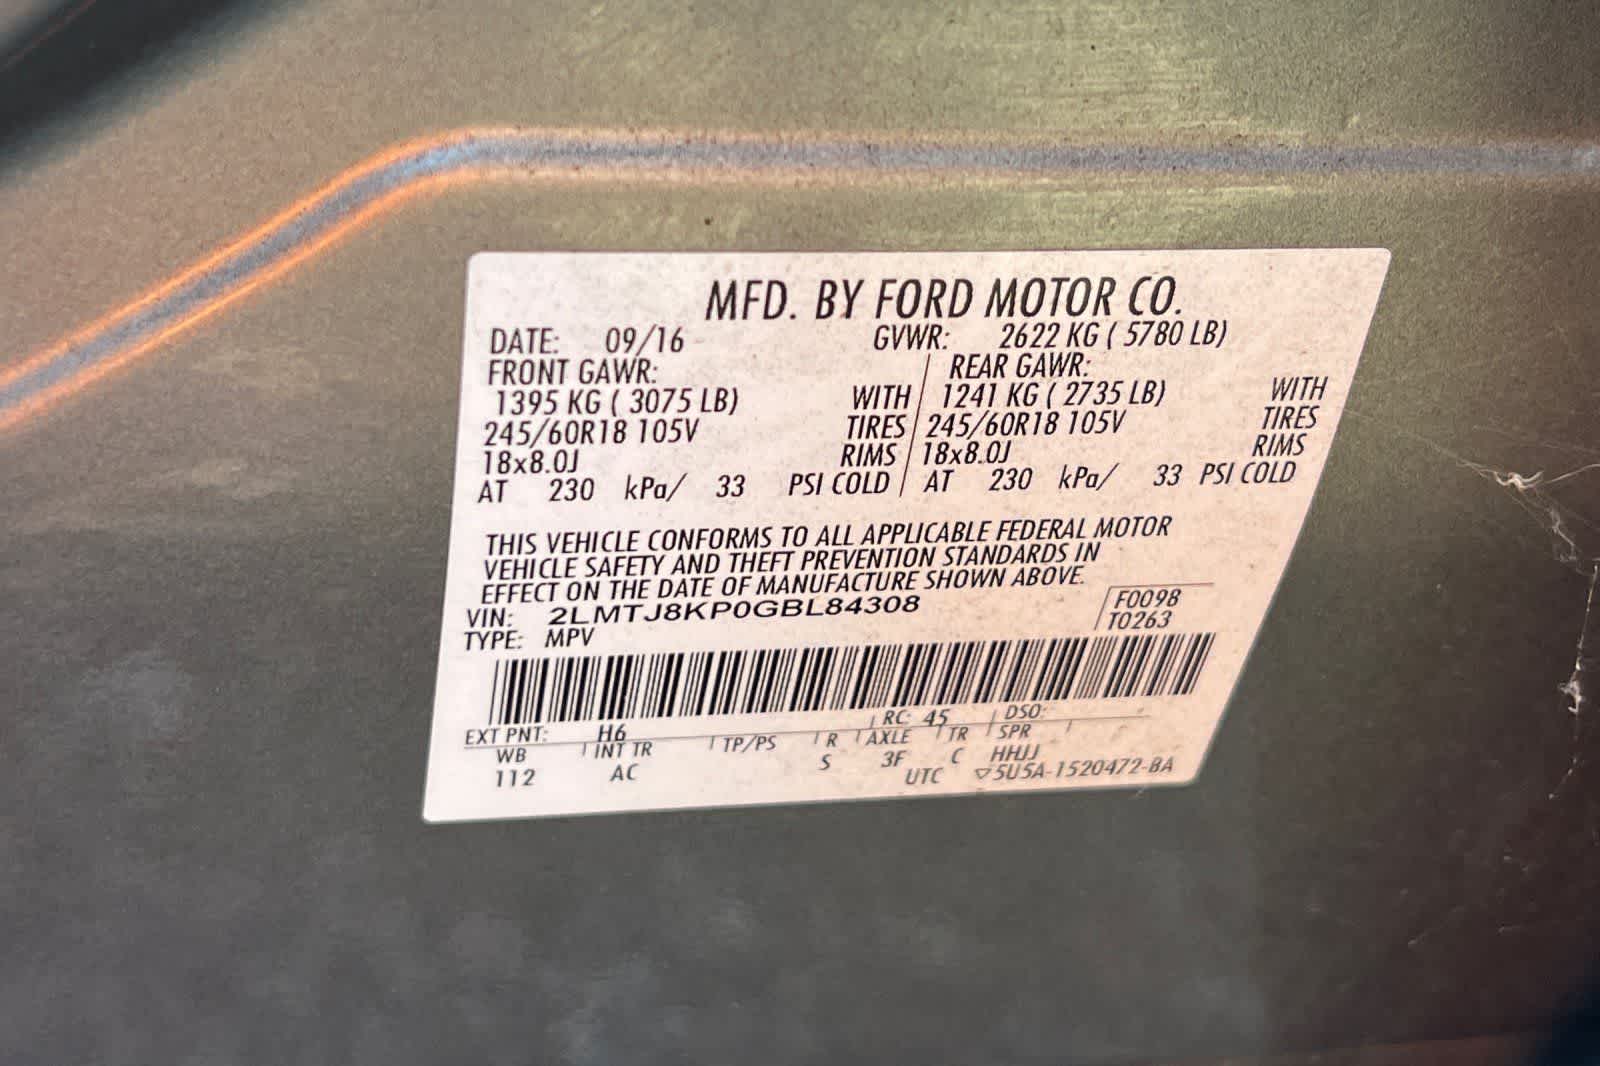 MFD. BY FORD MOTOR CO.
DATE: 09/16 GVWR: 2622 KG ( 5780 LB)
FRONT GAWR: REAR GAWR:
1395 KG ( 3075 LB) WITH 1241 KG ( 2735 LB) WITH
245/60R18 105V TIRES 245/60R18 105V TIRES
18x8.0J RIMS 18x8.0J RIMS
AT 230 kPa/ 33 PSI COLD AT 230 kPa/ 33 PSI COLD
THIS VEHICLE CONFORMS TO ALL APPLICABLE FEDERAL MOTOR
VEHICLE SAFETY AND THEFT PREVENTION STANDARDS IN
EFFECT ON THE DATE OF MANUFACTURE SHOWN ABOVE.
VIN: 2LMTJ8KP0GBL84308 F0098
TYPE: MPV T0263
EXT PNT: H6 RC: 45 DSO:
WB INT TR TP/PS R AXLE TR SPR
112 AC S 3F C HHJJ
UTC ▽5U5A-1520472-BA